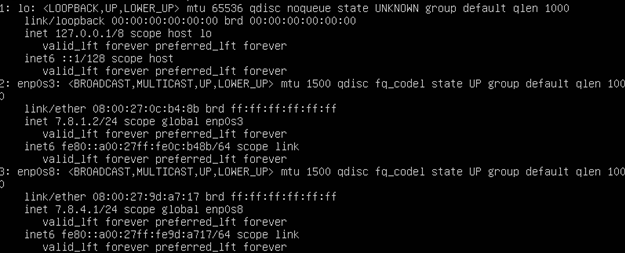 1: lo: <LOOPBACK,UP,LOWER_UP> mtu 65536 qdisc noqueue state UNKNOWN group default qlen 1000
    link/loopback 00:00:00:00:00:00 brd 00:00:00:00:00:00
    inet 127.0.0.1/8 scope host lo
       valid_lft forever preferred_lft forever
    inet6 ::1/128 scope host
       valid_lft forever preferred_lft forever
2: enp0s3: <BROADCAST,MULTICAST,UP,LOWER_UP> mtu 1500 qdisc fq_codel state UP group default qlen 100
0
    link/ether 08:00:27:0c:b4:8b brd ff:ff:ff:ff:ff:ff
    inet 7.8.1.2/24 scope global enp0s3
       valid_lft forever preferred_lft forever
    inet6 fe80::a00:27ff:fe0c:b48b/64 scope link
       valid_lft forever preferred_lft forever
3: enp0s8: <BROADCAST,MULTICAST,UP,LOWER_UP> mtu 1500 qdisc fq_codel state UP group default qlen 100
0
    link/ether 08:00:27:9d:a7:17 brd ff:ff:ff:ff:ff:ff
    inet 7.8.4.1/24 scope global enp0s8
       valid_lft forever preferred_lft forever
    inet6 fe80::a00:27ff:fe9d:a717/64 scope link
       valid_lft forever preferred_lft forever